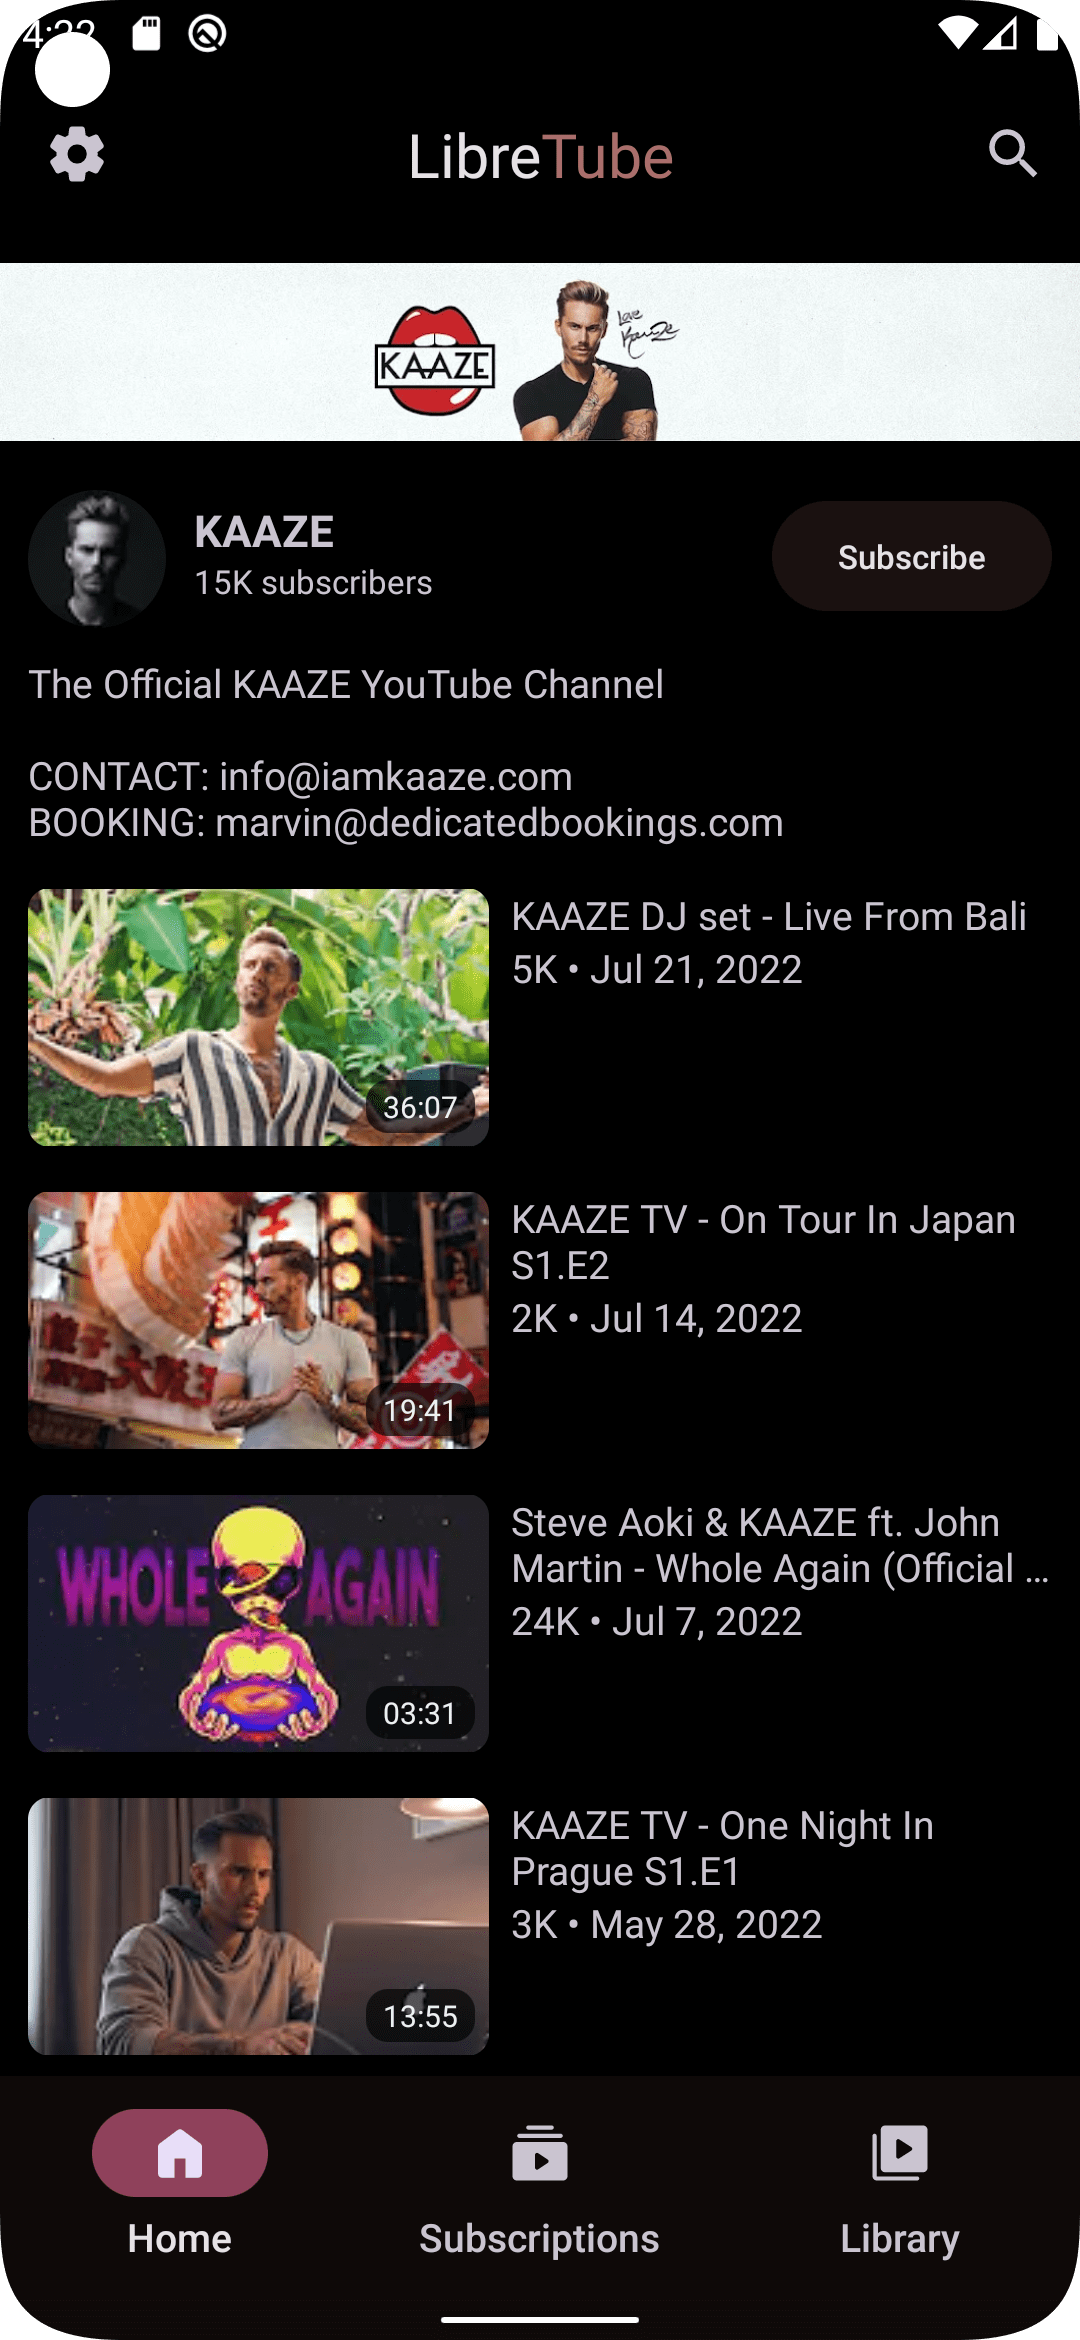 LibreTube
KAAZE
Love
Kaaze
KAAZE
15K subscribers
Subscribe
The Official KAAZE YouTube Channel
CONTACT: info@iamkaaze.com
BOOKING: marvin@dedicatedbookings.com
KAAZE DJ set - Live From Bali
5K • Jul 21, 2022
36:07
KAAZE TV - On Tour In Japan
S1.E2
2K • Jul 14, 2022
19:41
Steve Aoki & KAAZE ft. John
Martin - Whole Again (Official ...
24K • Jul 7, 2022
WHOLE AGAIN
03:31
KAAZE TV - One Night In
Prague S1.E1
3K • May 28, 2022
13:55
Home
Subscriptions
Library